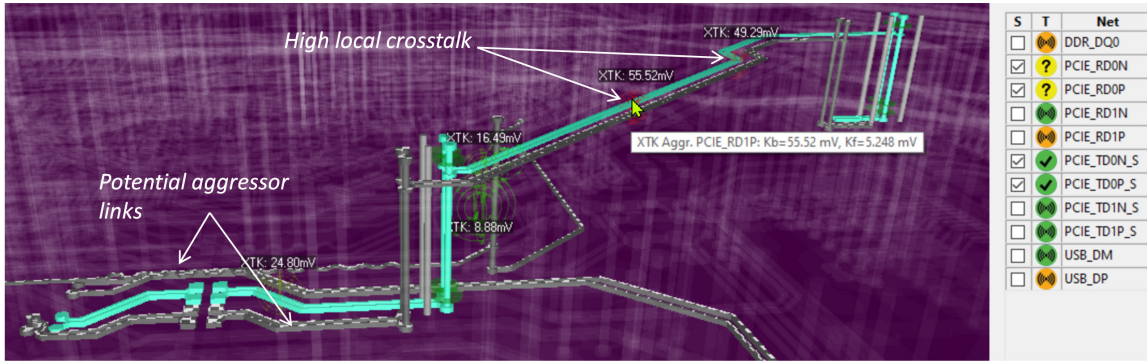 High local crosstalk
XTK: 49.29mV
XTK: 55.52mV
XTK Aggr. PCIE_RD1P: Kb=55.52 mV, Kf=5.248 mV
XTK: 16.49mV
Potential aggressor
links
XTK: 8.88mV
XTK: 24.80mV
S T Net
DDR_DQ0
? PCIE_RD0N
? PCIE_RD0P
PCIE_RD1N
PCIE_RD1P
PCIE_TD0N_S
PCIE_TD0P_S
PCIE_TD1N_S
PCIE_TD1P_S
USB_DM
USB_DP